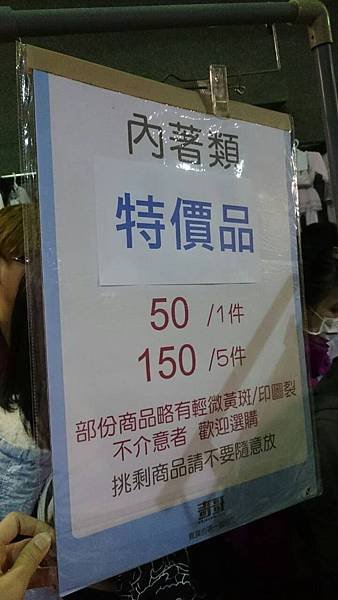 內著類
特價品
50 /1件
150 /5件
部份商品略有輕微黃斑/印圖裂
不介意者 歡迎選購
挑剩商品請不要隨意放